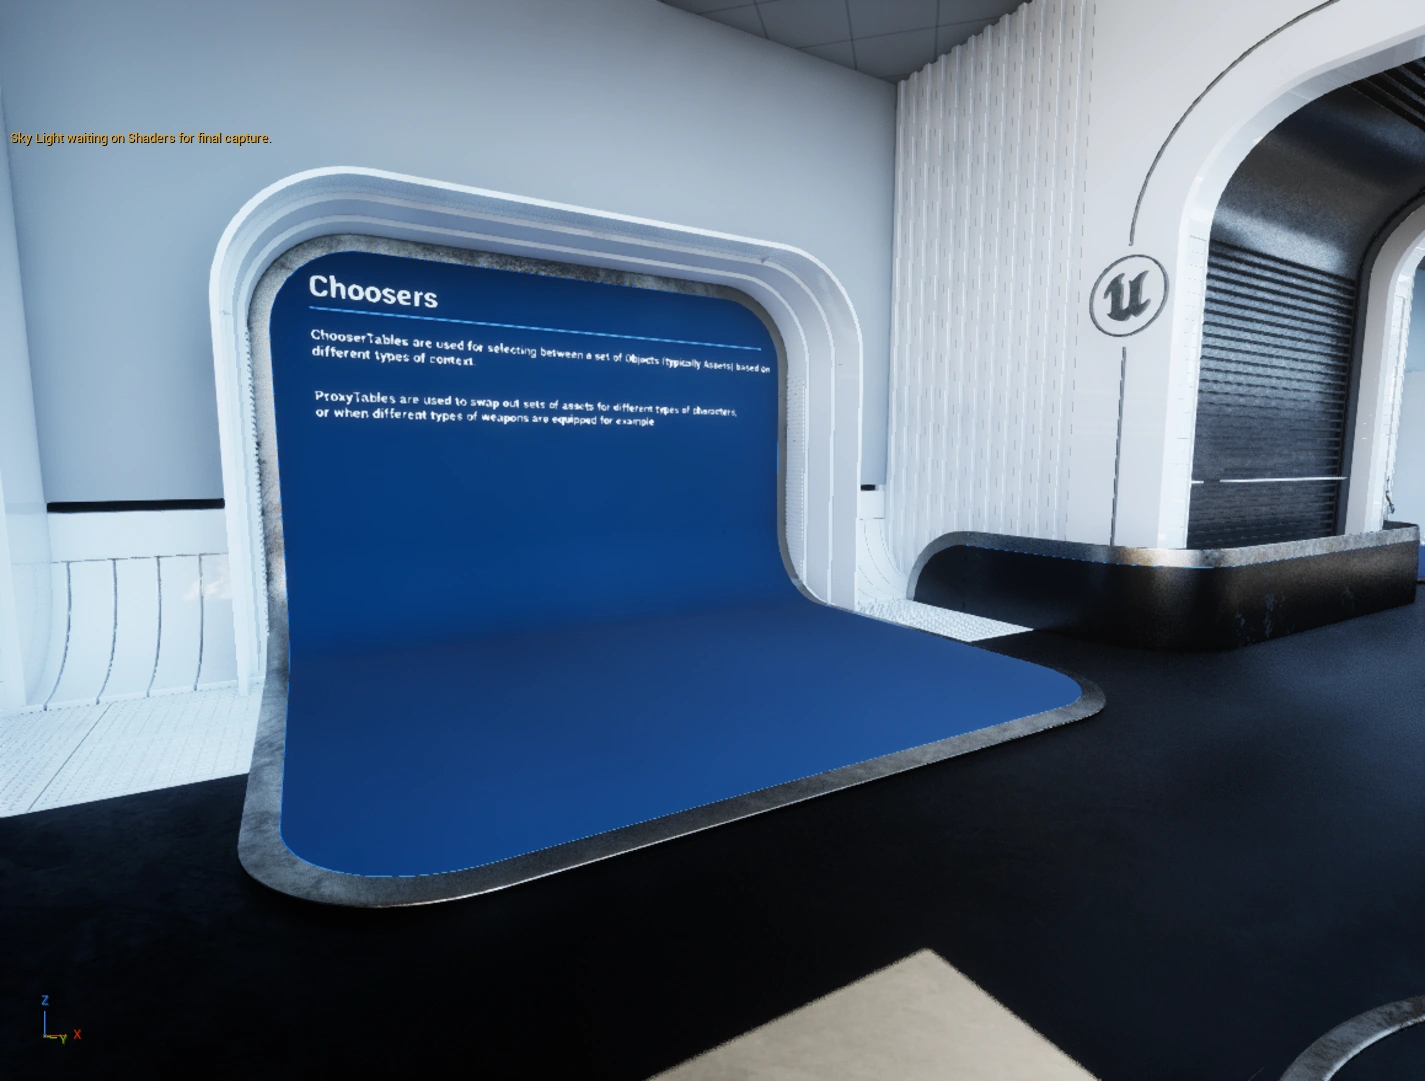 Sky Light waiting on Shaders for final capture.
Choosers
ChooserTables are used for selecting between a set of Objects (typically Assets) based on
different types of context.
ProxyTables are used to swap out sets of assets for different types of characters,
or when different types of weapons are equipped for example
Z
Y
X